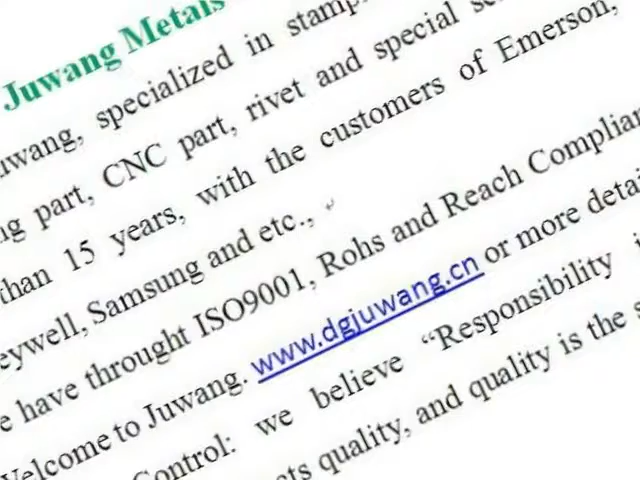 Juwang Metals
uwang, specialized in stamp
ng part, CNC part, rivet and special
than 15 years, with the customers of Emerson,
eywell, Samsung and etc.,
e have throught ISO9001, Rohs and Reach Complian
Welcome to Juwang. www.dgjuwang.cn or more detai
Control: we believe “Responsibility
cts quality, and quality is the